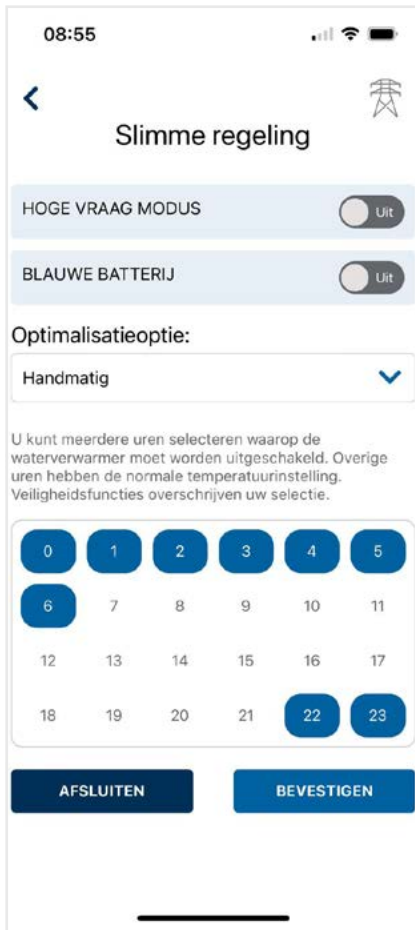 08:55
Slimme regeling
HOGE VRAAG MODUS
Uit
BLAUWE BATTERIJ
Uit
Optimalisatieoptie:
Handmatig
U kunt meerdere uren selecteren waarop de
waterverwarmer moet worden uitgeschakeld. Overige
uren hebben de normale temperatuurinstelling.
Veiligheidsfuncties overschrijven uw selectie.
0 1 2 3 4 5
6 7 8 9 10 11
12 13 14 15 16 17
18 19 20 21 22 23
AFSLUITEN BEVESTIGEN